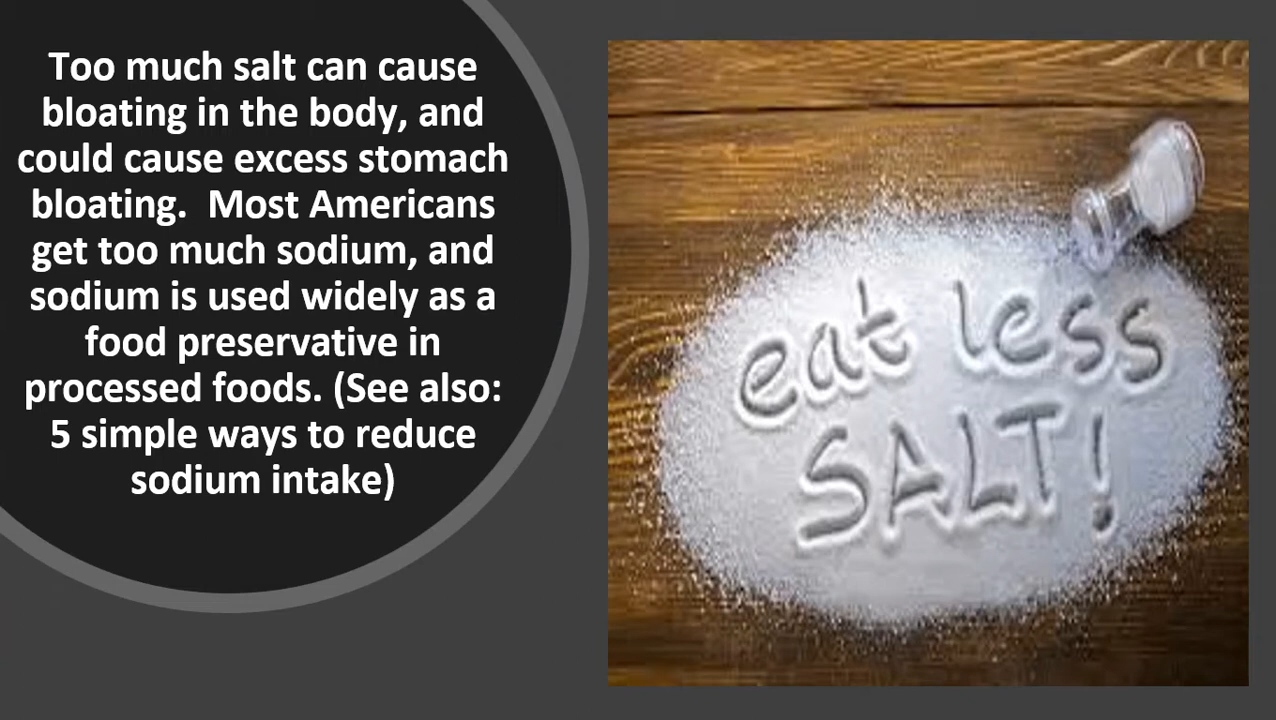 Too much salt can cause
bloating in the body, and
could cause excess stomach
bloating.  Most Americans
get too much sodium, and
sodium is used widely as a
food preservative in
processed foods. (See also:
5 simple ways to reduce
sodium intake)
eat less
SALT!